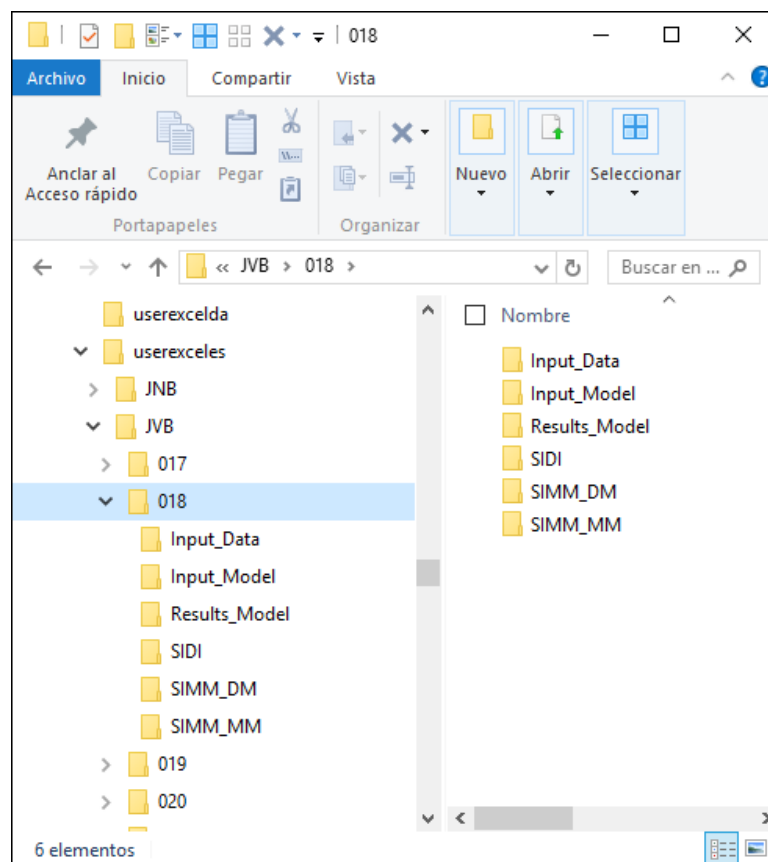 018
Archivo Inicio Compartir Vista
?
Anclar al
Acceso rápido
Copiar Pegar
W...
Nuevo Abrir Seleccionar
Portapapeles Organizar
« JVB > 018 >
Buscar en ...
userexcelda
userexceles
JNB
JVB
017
018
Input_Data
Input_Model
Results_Model
SIDI
SIMM_DM
SIMM_MM
019
020
Nombre
Input_Data
Input_Model
Results_Model
SIDI
SIMM_DM
SIMM_MM
6 elementos